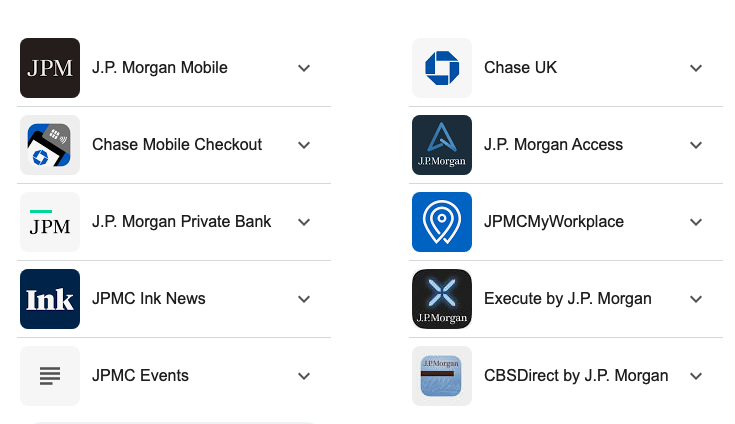 JPM J.P. Morgan Mobile
Chase UK
Chase Mobile Checkout
J.P.Morgan J.P. Morgan Access
JPM J.P. Morgan Private Bank
JPMCMyWorkplace
Ink JPMC Ink News
J.P.Morgan Execute by J.P. Morgan
JPMC Events
J.P.Morgan CBSDirect by J.P. Morgan